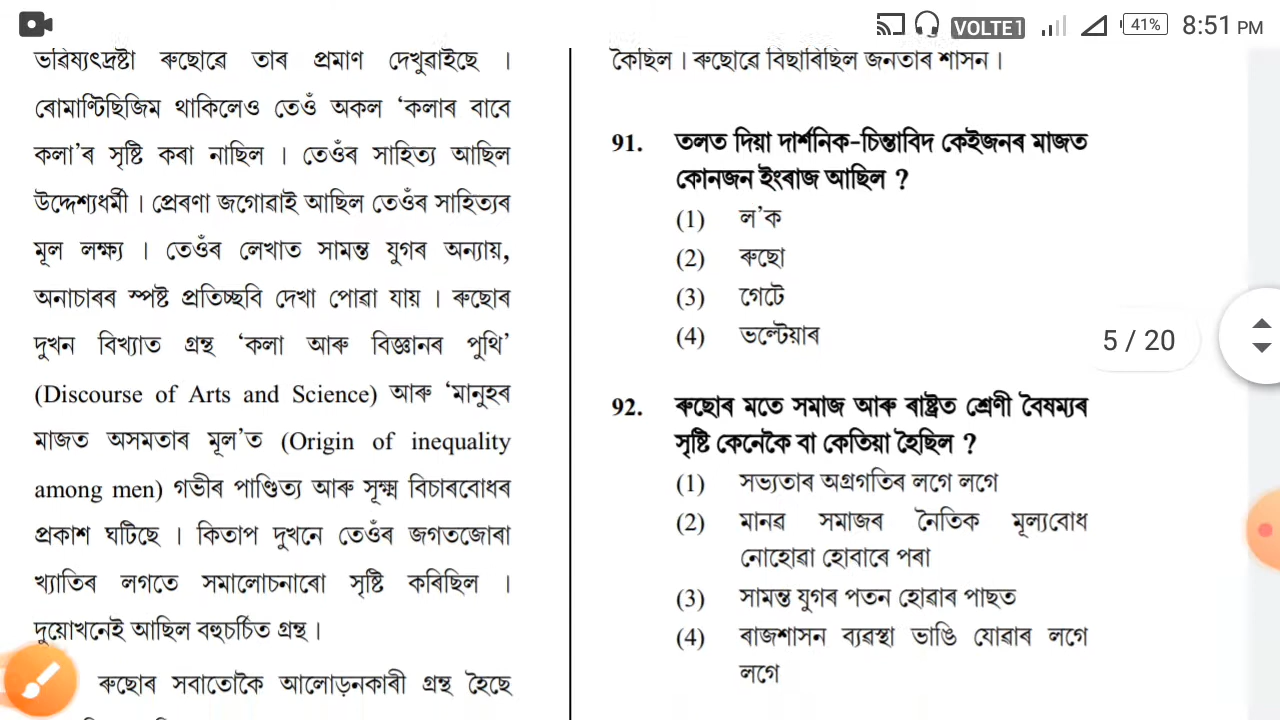 VOLTE1 41% 8:51 PM
ভৱিষ্যৎদ্ৰষ্টা ৰুছোৱে তাৰ প্ৰমাণ দেখুৱাইছে ।
ৰোমাণ্টিছিজিম থাকিলেও তেওঁ অকল ‘কলাৰ বাবে
কলা’ৰ সৃষ্টি কৰা নাছিল । তেওঁৰ সাহিত্য আছিল
উদ্দেশ্যধৰ্মী । প্ৰেৰণা জগোৱাই আছিল তেওঁৰ সাহিত্যৰ
মূল লক্ষ্য । তেওঁৰ লেখাত সামন্ত যুগৰ অন্যায়,
অনাচাৰৰ স্পষ্ট প্ৰতিচ্ছবি দেখা পোৱা যায় । ৰুছোৰ
দুখন বিখ্যাত গ্ৰন্থ ‘কলা আৰু বিজ্ঞানৰ পুথি’
(Discourse of Arts and Science) আৰু ‘মানুহৰ
মাজত অসমতাৰ মূল’ত (Origin of inequality
among men) গভীৰ পাণ্ডিত্য আৰু সূক্ষ্ম বিচাৰবোধৰ
প্ৰকাশ ঘটিছে । কিতাপ দুখনে তেওঁৰ জগতজোৰা
খ্যাতিৰ লগতে সমালোচনাৰো সৃষ্টি কৰিছিল ।
দুয়োখনেই আছিল বহুচৰ্চিত গ্ৰন্থ ।
ৰুছোৰ সবাতোকৈ আলোড়নকাৰী গ্ৰন্থ হৈছে
কৈছিল । ৰুছোৱে বিছাৰিছিল জনতাৰ শাসন ।
91. তলত দিয়া দাৰ্শনিক-চিন্তাবিদ কেইজনৰ মাজত
কোনজন ইংৰাজ আছিল ?
(1) ল’ক
(2) ৰুছো
(3) গেটে
(4) ভল্টেয়াৰ
5 / 20
92. ৰুছোৰ মতে সমাজ আৰু ৰাষ্ট্ৰত শ্ৰেণী বৈষম্যৰ
সৃষ্টি কেনেকৈ বা কেতিয়া হৈছিল ?
(1) সভ্যতাৰ অগ্ৰগতিৰ লগে লগে
(2) মানৱ সমাজৰ নৈতিক মূল্যবোধ
নোহোৱা হোবাৰে পৰা
(3) সামন্ত যুগৰ পতন হোৱাৰ পাছত
(4) ৰাজশাসন ব্যৱস্থা ভাঙি যোৱাৰ লগে
লগে